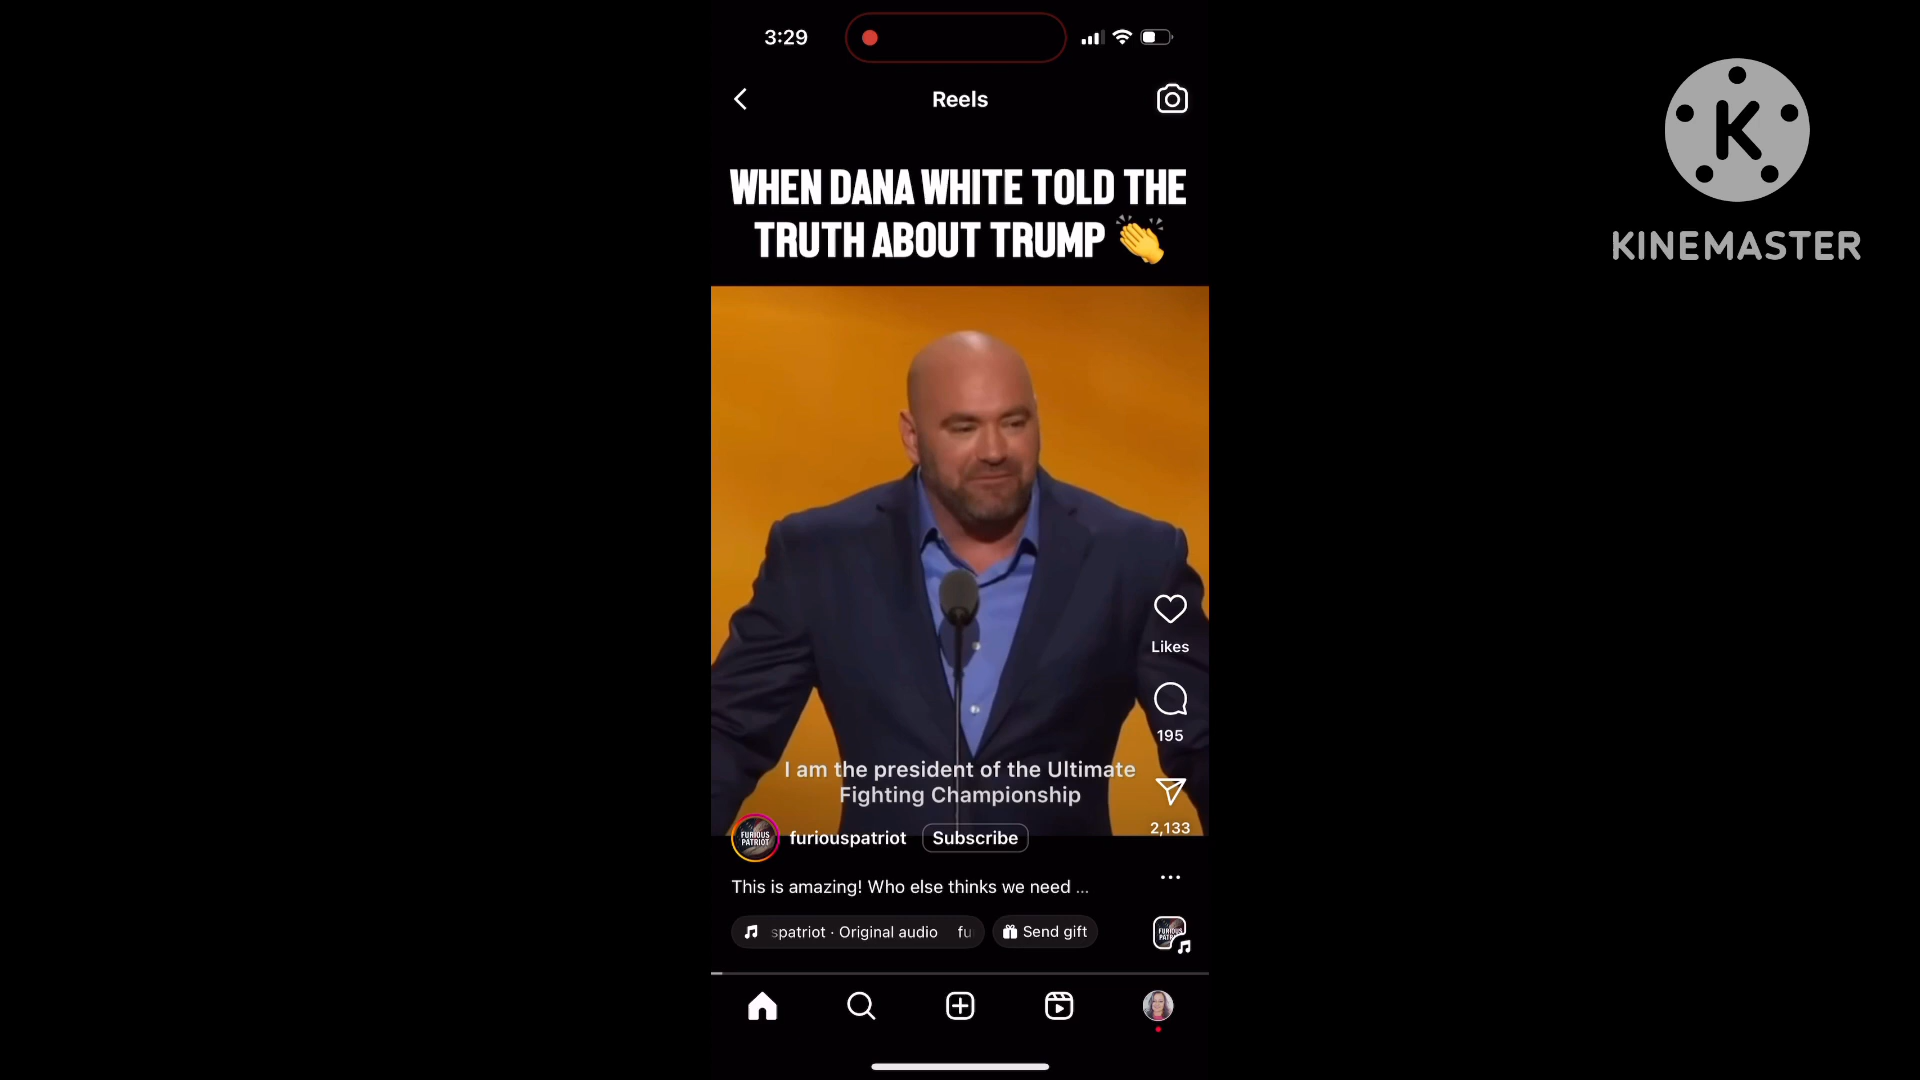 3:29
Reels
KINEMASTER
WHEN DANA WHITE TOLD THE
TRUTH ABOUT TRUMP
Likes
195
I am the president of the Ultimate
Fighting Championship
2,133
FURIOUS
PATRIOT
furiouspatriot
Subscribe
This is amazing! Who else thinks we need ...
spatriot · Original audio fu
Send gift